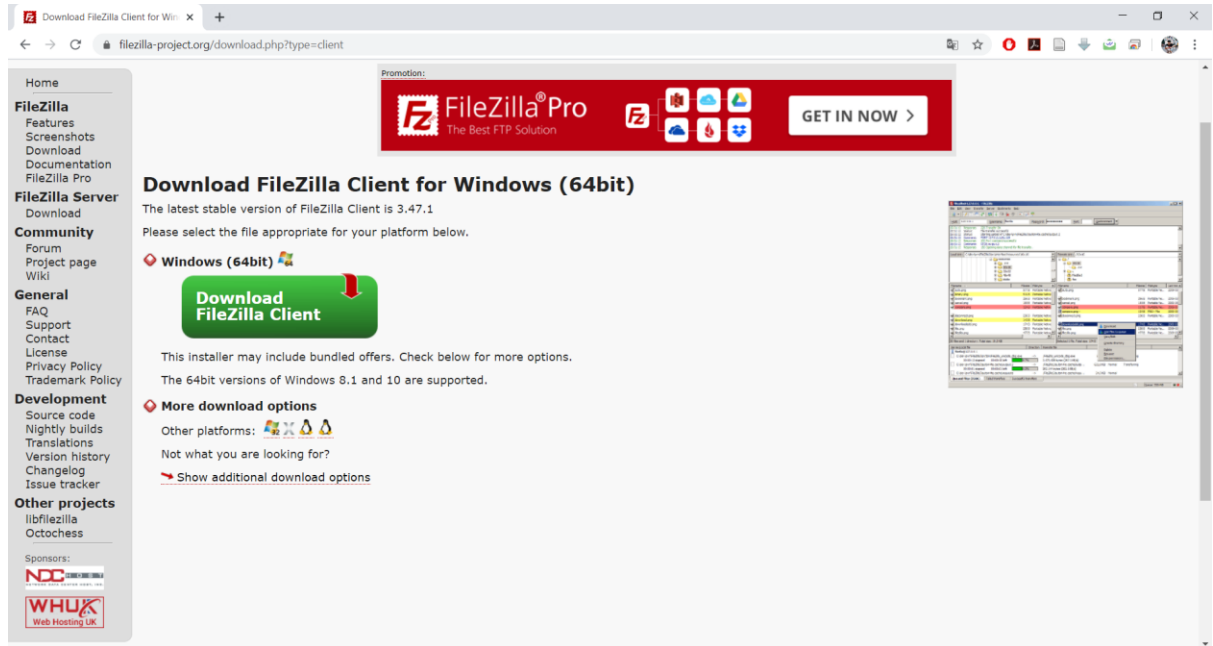 Download FileZilla Client for Win
filezilla-project.org/download.php?type=client
Home
FileZilla
Features
Screenshots
Download
Documentation
FileZilla Pro
FileZilla Server
Download
Community
Forum
Project page
Wiki
General
FAQ
Support
Contact
License
Privacy Policy
Trademark Policy
Development
Source code
Nightly builds
Translations
Version history
Changelog
Issue tracker
Other projects
libfilezilla
Octochess
Sponsors:
NDCHOST
WHUK
Web Hosting UK
Promotion:
Fz
FileZilla® Pro
The Best FTP Solution
Fz
GET IN NOW >
Download FileZilla Client for Windows (64bit)
The latest stable version of FileZilla Client is 3.47.1
Please select the file appropriate for your platform below.
Windows (64bit)
Download
FileZilla Client
This installer may include bundled offers. Check below for more options.
The 64bit versions of Windows 8.1 and 10 are supported.
More download options
Other platforms:
Not what you are looking for?
Show additional download options